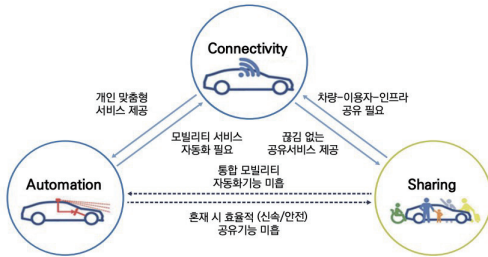 Connectivity
개인 맞춤형
서비스 제공
차량-이용자-인프라
공유 필요
모빌리티 서비스
자동화 필요
끊김 없는
공유서비스 제공
Automation
통합 모빌리티
자동화기능 미흡
Sharing
혼재 시 효율적 (신속/안전)
공유기능 미흡